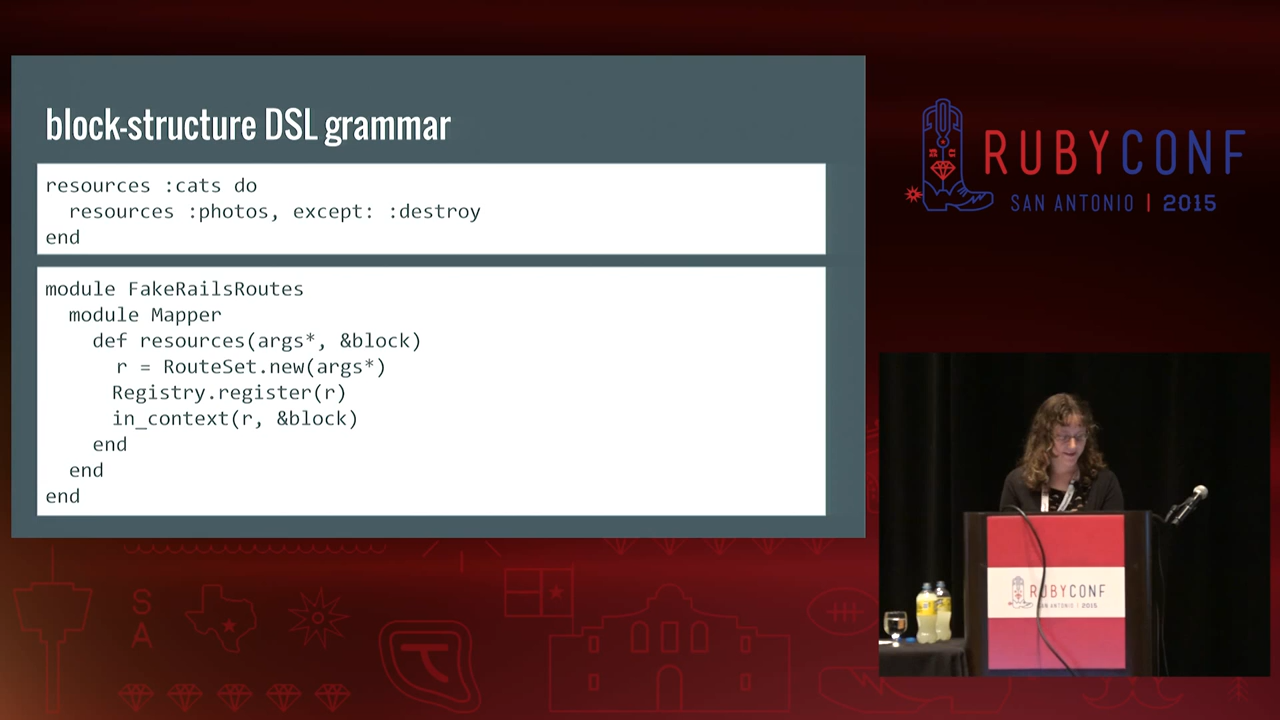 block-structure DSL grammar
resources :cats do
  resources :photos, except: :destroy
end
module FakeRailsRoutes
  module Mapper
    def resources(args*, &block)
      r = RouteSet.new(args*)
      Registry.register(r)
      in_context(r, &block)
    end
  end
end
RUBYCONF
SAN ANTONIO | 2015
RUBYCONF
SAN ANTONIO | 2015
S
A